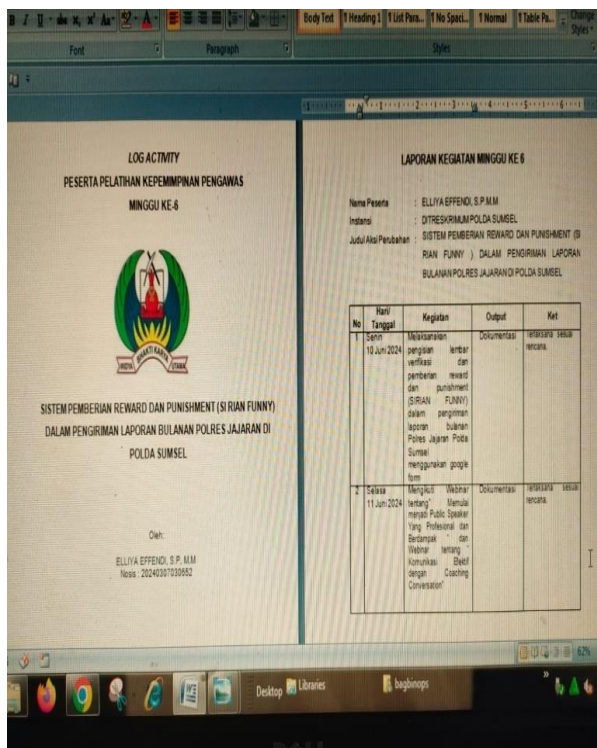 Body Text
¶ Heading 1
¶ List Para...
¶ No Spaci...
¶ Normal
¶ Table Pa...
Change
Styles
Font
Paragraph
Styles
LOG ACTIVITY
PESERTA PELATIHAN KEPEMIMPINAN PENGAWAS
MINGGU KE-6
WIDYA BHAKTI KARYA UTAMA
SISTEM PEMBERIAN REWARD DAN PUNISHMENT (SI RIAN FUNNY)
DALAM PENGIRIMAN LAPORAN BULANAN POLRES JAJARAN DI
POLDA SUMSEL
Oleh:
ELLIYA EFFENDI, S.P, M.M
Nosis : 20240307030652
LAPORAN KEGIATAN MINGGU KE 6
Nama Peserta : ELLIYA EFFENDI, S.P.M.M
Instansi : DITRESKRIMUM POLDA SUMSEL
Judul Aksi Perubahan : SISTEM PEMBERIAN REWARD DAN PUNISHMENT (SI
RIAN FUNNY ) DALAM PENGIRIMAN LAPORAN
BULANAN POLRES JAJARAN DI POLDA SUMSEL
No Hari/ Tanggal Kegiatan Output Ket
1 Senin Melaksanakan Dokumentasi Terlaksana sesuai
10 Juni 2024 pengisian lembar rencana.
verifikasi dan
pemberian reward
dan punishment
(SIRIAN FUNNY)
dalam pengiriman
laporan bulanan
Polres Jajaran Polda
Sumsel
menggunakan google
form
2 Selasa Mengikuti Webinar Dokumentasi Terlaksana sesuai
11 Juni 2024 tentang" Memulai rencana.
menjadi Public Speaker
Yang Profesional dan
Berdampak " dan
Webinar tentang "
Komunikasi Efektif
dengan Coaching
Conversation"
62%
Desktop
Libraries
bagbinops